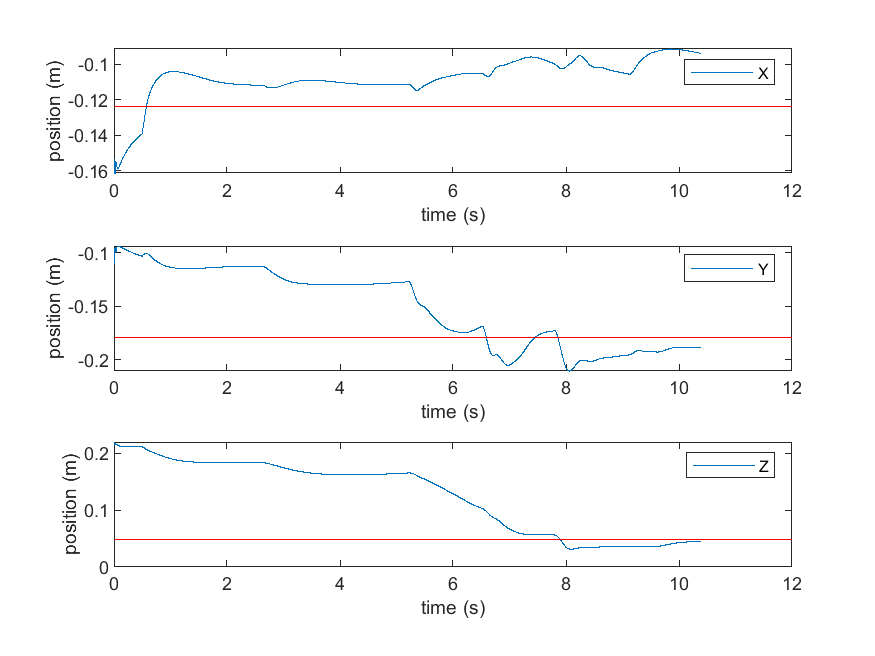 position (m)
-0.1
-0.12
-0.14
-0.16
X
0 2 4 6 8 10 12
time (s)
position (m)
-0.1
-0.15
-0.2
Y
0 2 4 6 8 10 12
time (s)
position (m)
0.2
0.1
0
Z
0 2 4 6 8 10 12
time (s)